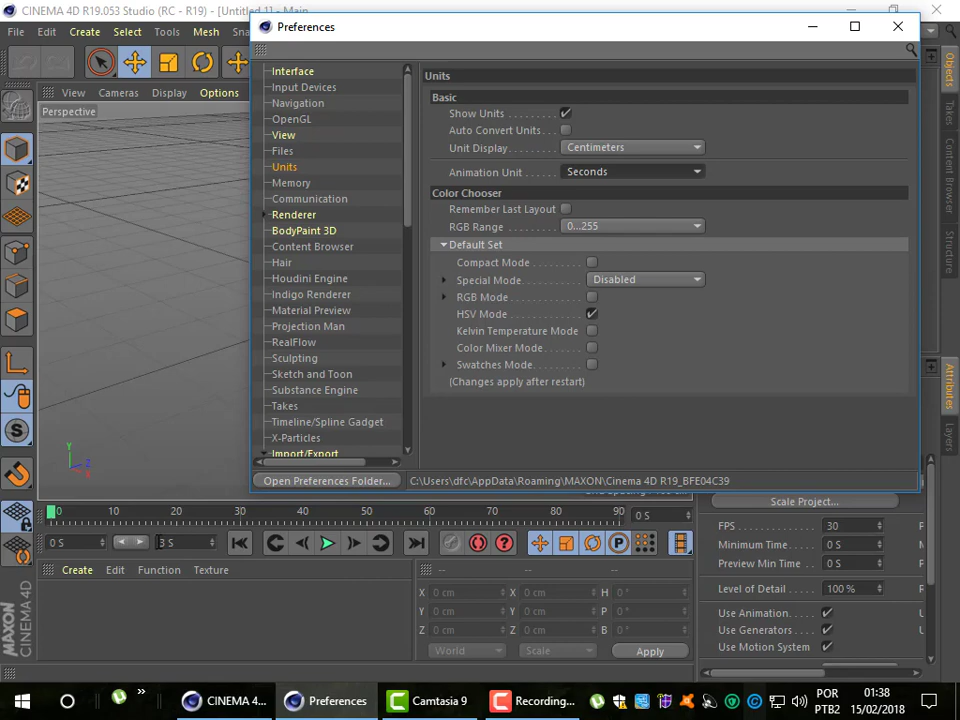 CINEMA 4D R19.053 Studio (RC - R19) - [Untitled 1] - Main
File Edit Create Select Tools Mesh
Preferences
View Cameras Display Options
Perspective
Interface
Input Devices
Navigation
OpenGL
View
Files
Units
Memory
Communication
Renderer
BodyPaint 3D
Content Browser
Hair
Houdini Engine
Indigo Renderer
Material Preview
Projection Man
RealFlow
Sculpting
Sketch and Toon
Substance Engine
Takes
Timeline/Spline Gadget
X-Particles
Import/Export
Units
Basic
Show Units
Auto Convert Units
Unit Display Centimeters
Animation Unit Seconds
Color Chooser
Remember Last Layout
RGB Range 0...255
Default Set
Compact Mode
Special Mode Disabled
RGB Mode
HSV Mode
Kelvin Temperature Mode
Color Mixer Mode
Swatches Mode
(Changes apply after restart)
Open Preferences Folder... C:\Users\dfc\AppData\Roaming\MAXON\Cinema 4D R19_BFE04C39
Objects
Takes
Content Browser
Structure
Attributes
Layers
Y
Z
X
0 10 20 30 40 50 60 70 80 90 0 S
0 S 3 S
Create Edit Function Texture
-- -- --
X 0 cm X 0 cm H 0 °
Y 0 cm Y 0 cm P 0 °
Z 0 cm Z 0 cm B 0 °
World Scale Apply
Scale Project...
FPS 30
Minimum Time 0 S
Preview Min Time 0 S
Level of Detail 100 %
Use Animation
Use Generators
Use Motion System
MAXON
CINEMA 4D
CINEMA 4... Preferences Camtasia 9 Recording... POR 01:38
PTB2 15/02/2018